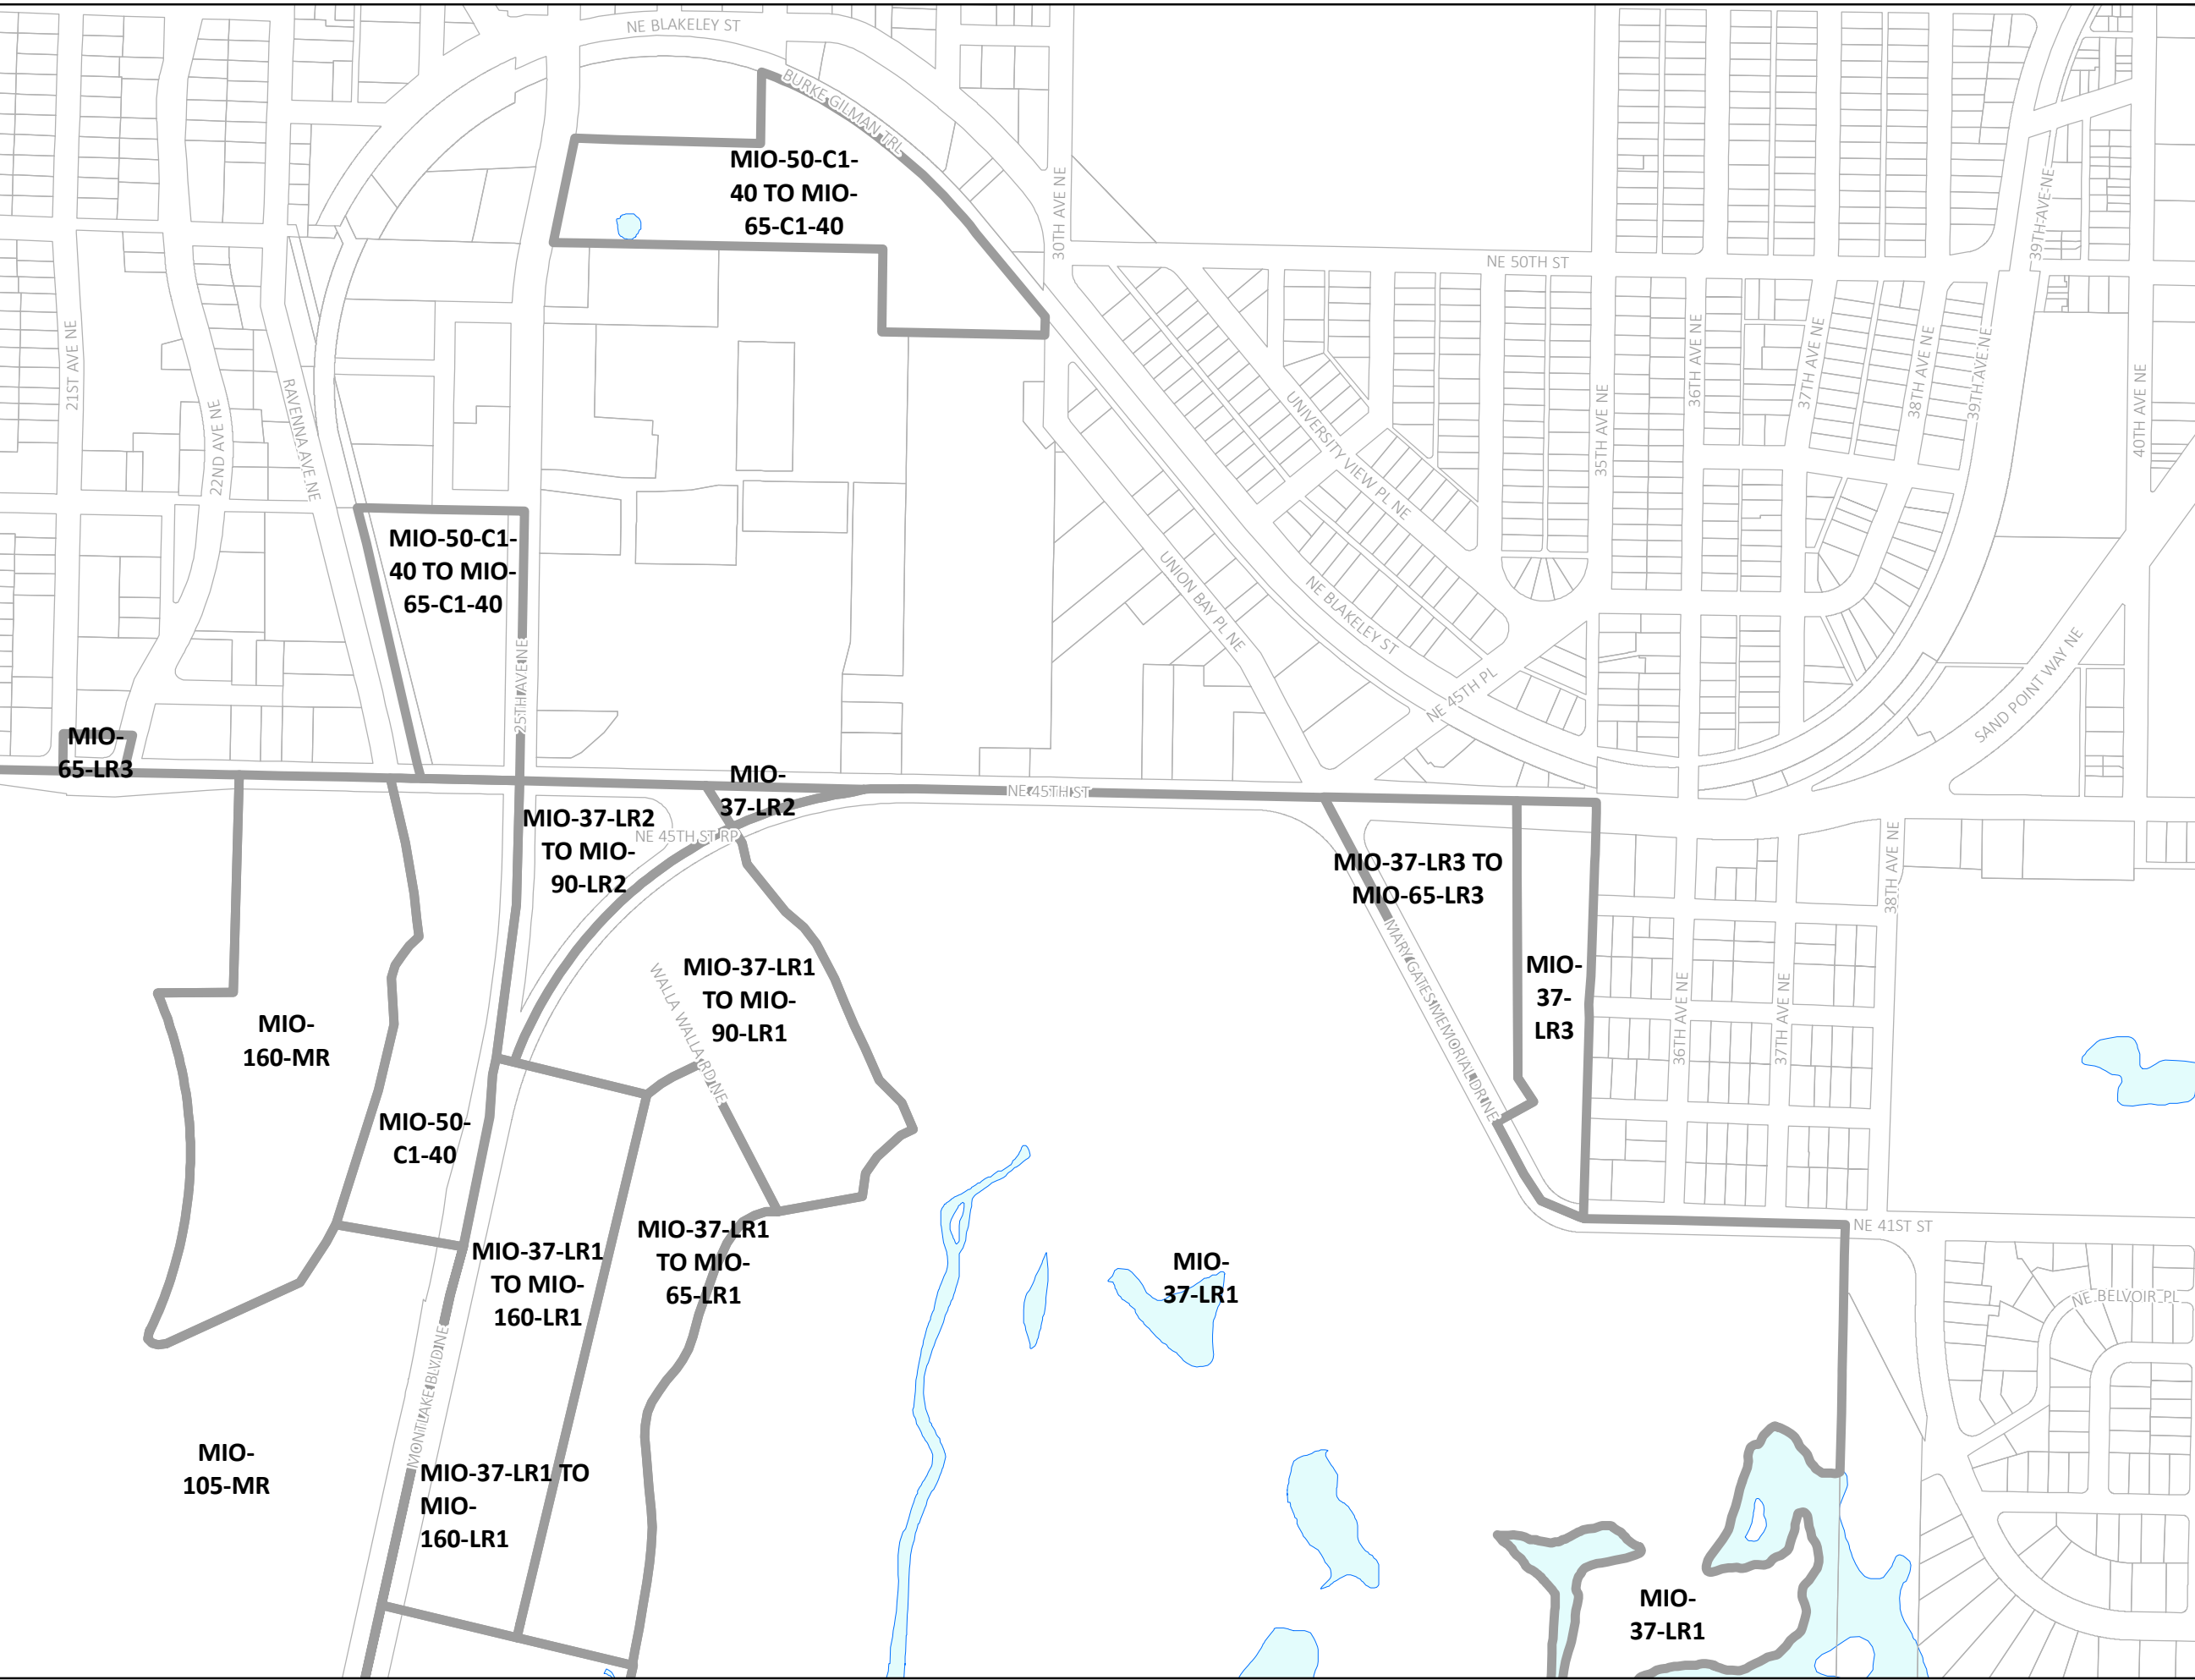 NE BLAKELEY ST
BURKE GILMAN TRL
MIO-50-C1-
40 TO MIO-
65-C1-40
30TH AVE NE
NE 50TH ST
39TH AVE NE
21ST AVE NE
22ND AVE NE
RAVENNA AVE NE
UNIVERSITY VIEW PL NE
35TH AVE NE
36TH AVE NE
37TH AVE NE
38TH AVE NE
39TH AVE NE
40TH AVE NE
MIO-50-C1-
40 TO MIO-
65-C1-40
25TH AVE NE
UNION BAY PL NE
NE BLAKELEY ST
NE 45TH PL
SAND POINT WAY NE
MIO-
65-LR3
MIO-
37-LR2
NE 45TH ST
MIO-37-LR2
TO MIO-
90-LR2
NE 45TH ST RP
MIO-37-LR3 TO
MIO-65-LR3
38TH AVE NE
MIO-37-LR1
TO MIO-
90-LR1
WALLA WALLA RD NE
MARY GATES MEMORIAL DR NE
MIO-
37-
LR3
36TH AVE NE
37TH AVE NE
MIO-
160-MR
MIO-50-
C1-40
MIO-37-LR1
TO MIO-
160-LR1
MIO-37-LR1
TO MIO-
65-LR1
MIO-
37-LR1
NE 41ST ST
NE BELVOIR PL
MONTLAKE BLVD NE
MIO-
105-MR
MIO-37-LR1 TO
MIO-
160-LR1
MIO-
37-LR1